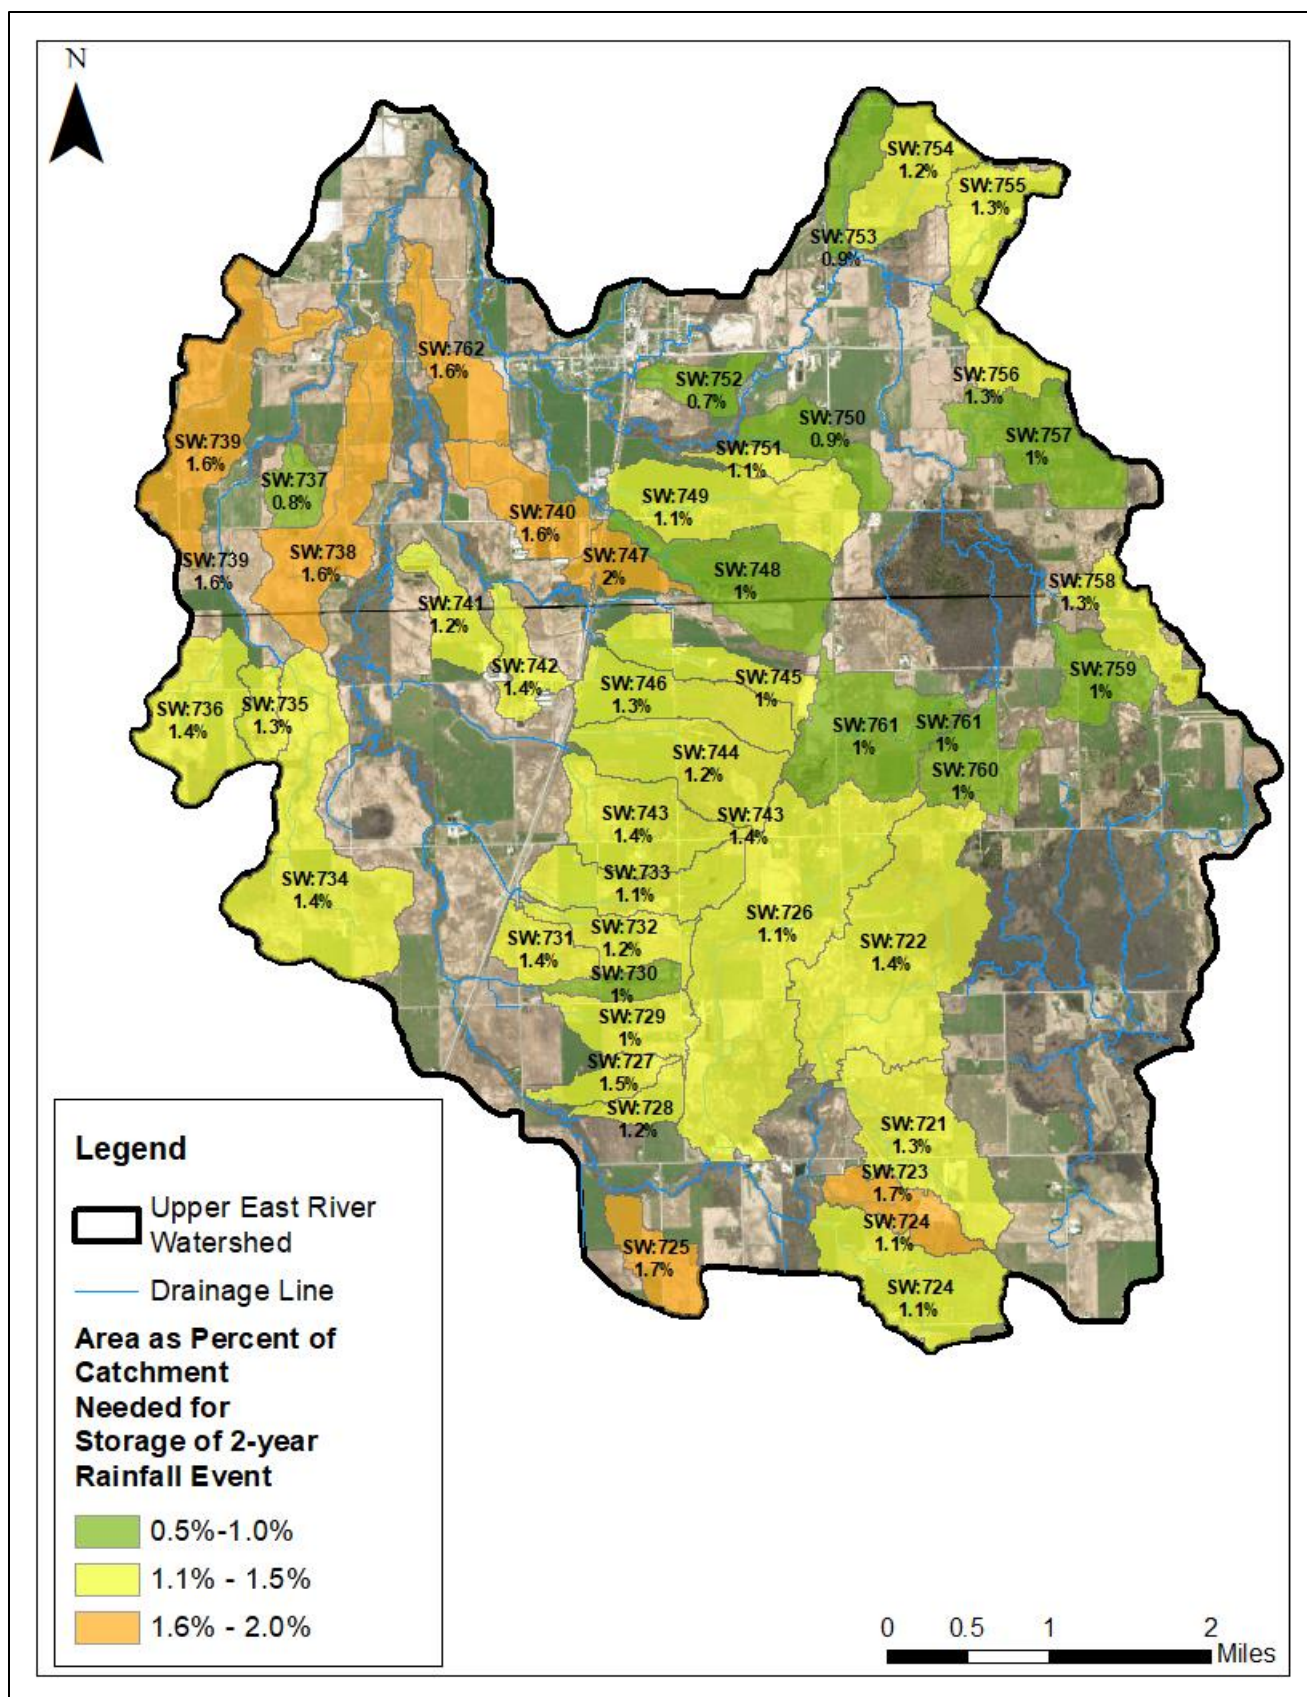 N
SW:754
1.2%
SW:755
1.3%
SW:753
0.9%
SW:762
1.6%
SW:752
0.7%
SW:756
1.3%
SW:750
0.9%
SW:757
1%
SW:739
1.6%
SW:751
1.1%
SW:737
0.8%
SW:749
1.1%
SW:740
1.6%
SW:738
1.6%
SW:747
2%
SW:739
1.6%
SW:748
1%
SW:758
1.3%
SW:741
1.2%
SW:742
1.4%
SW:746
1.3%
SW:745
1%
SW:759
1%
SW:736
1.4%
SW:735
1.3%
SW:761
1%
SW:761
1%
SW:744
1.2%
SW:760
1%
SW:743
1.4%
SW:743
1.4%
SW:734
1.4%
SW:733
1.1%
SW:726
1.1%
SW:732
1.2%
SW:731
1.4%
SW:722
1.4%
SW:730
1%
SW:729
1%
SW:727
1.5%
SW:728
1.2%
SW:721
1.3%
SW:723
1.7%
SW:724
1.1%
SW:725
1.7%
SW:724
1.1%
Legend
Upper East River
Watershed
Drainage Line
Area as Percent of
Catchment
Needed for
Storage of 2-year
Rainfall Event
0.5%-1.0%
1.1% - 1.5%
1.6% - 2.0%
0 0.5 1 2
Miles